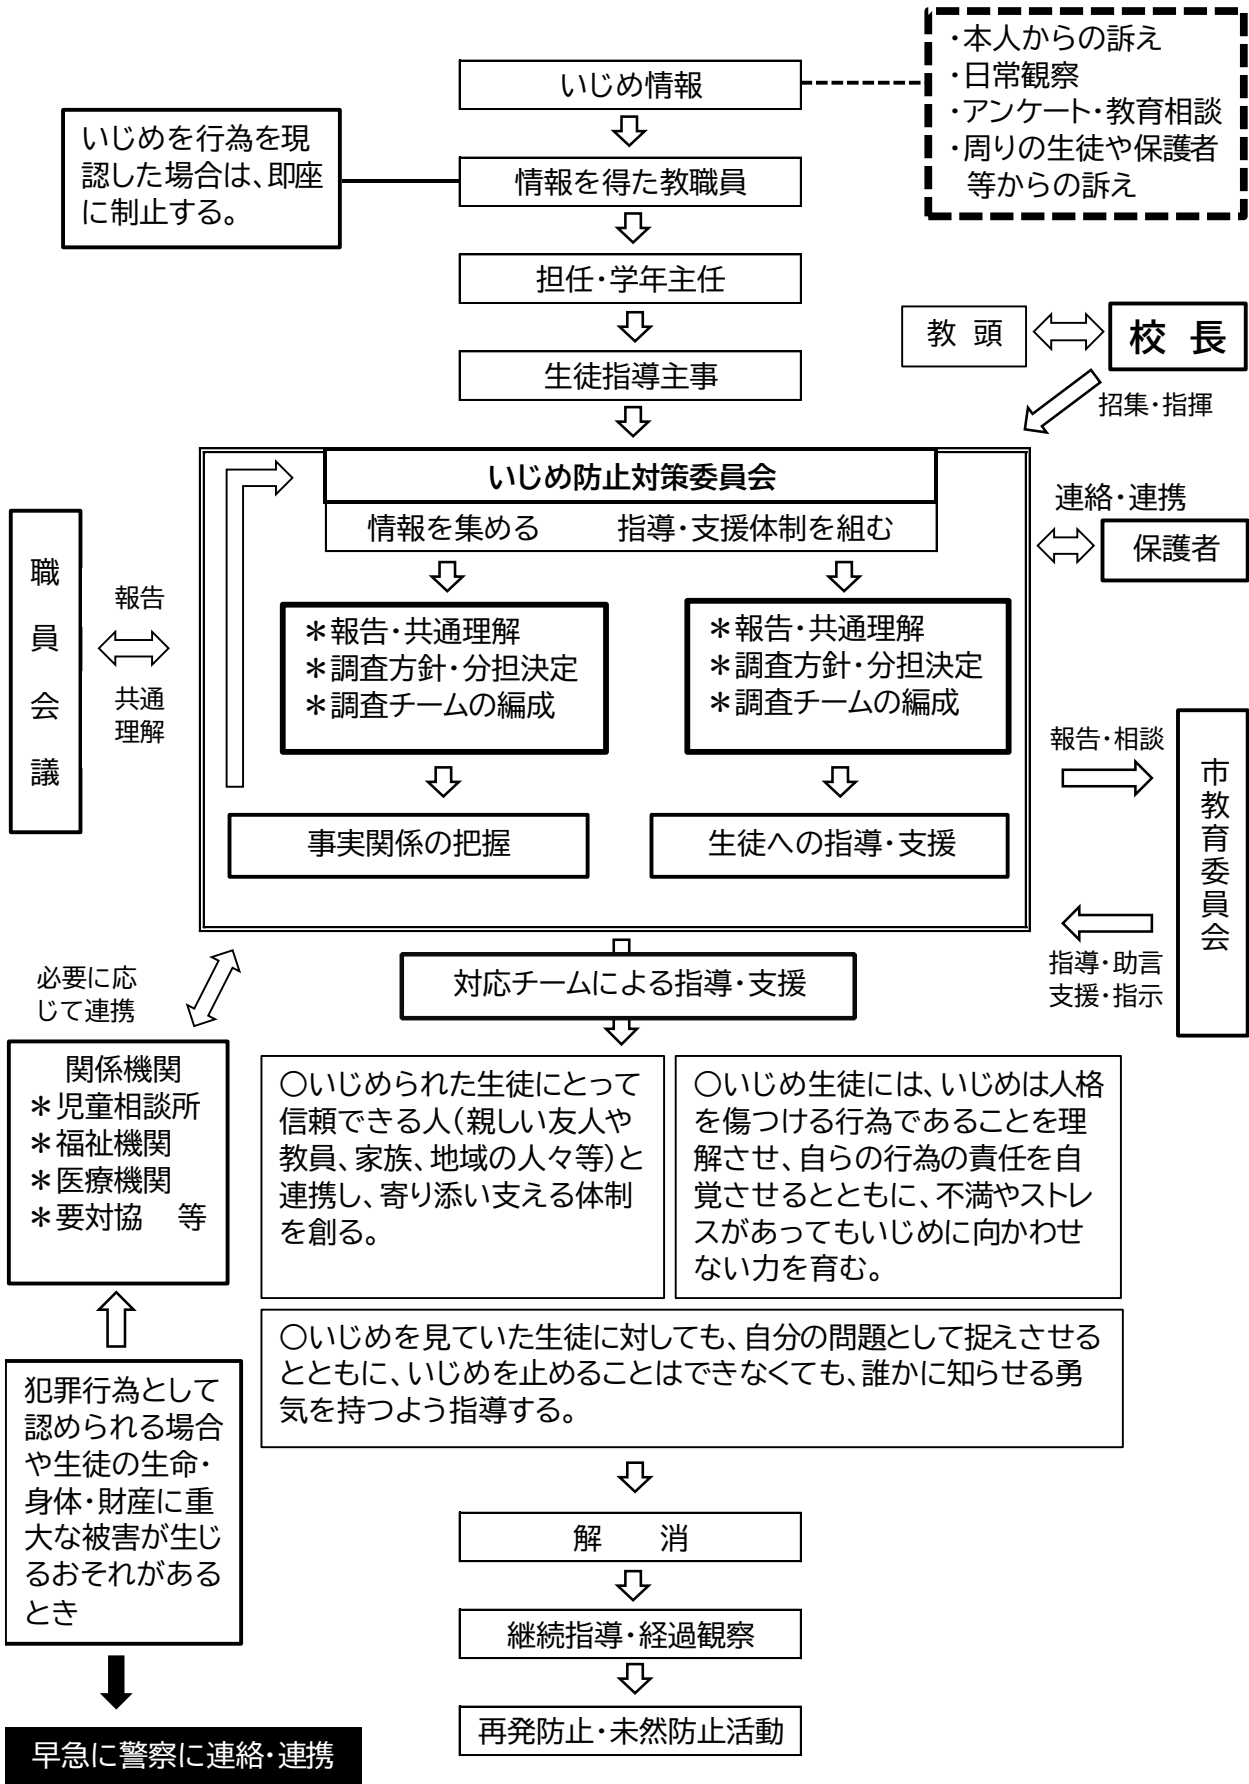 ・本人からの訴え
・日常観察
・アンケート・教育相談
・周りの生徒や保護者
等からの訴え
いじめ情報
いじめを行為を現
認した場合は、即座
に制止する。
情報を得た教職員
担任・学年主任
教 頭
校 長
生徒指導主事
招集・指揮
いじめ防止対策委員会
情報を集める　　指導・支援体制を組む
連絡・連携
保護者
職員会議
報告
共通
理解
＊報告・共通理解
＊調査方針・分担決定
＊調査チームの編成
＊報告・共通理解
＊調査方針・分担決定
＊調査チームの編成
報告・相談
市教育委員会
事実関係の把握
生徒への指導・支援
指導・助言
支援・指示
必要に応
じて連携
対応チームによる指導・支援
関係機関
＊児童相談所
＊福祉機関
＊医療機関
＊要対協　等
〇いじめられた生徒にとって
信頼できる人（親しい友人や
教員、家族、地域の人々等）と
連携し、寄り添い支える体制
を創る。
〇いじめ生徒には、いじめは人格
を傷つける行為であることを理
解させ、自らの行為の責任を自
覚させるとともに、不満やストレ
スがあってもいじめに向かわせ
ない力を育む。
〇いじめを見ていた生徒に対しても、自分の問題として捉えさせる
とともに、いじめを止めることはできなくても、誰かに知らせる勇
気を持つよう指導する。
犯罪行為として
認められる場合
や生徒の生命・
身体・財産に重
大な被害が生じ
るおそれがある
とき
解　消
継続指導・経過観察
再発防止・未然防止活動
早急に警察に連絡・連携